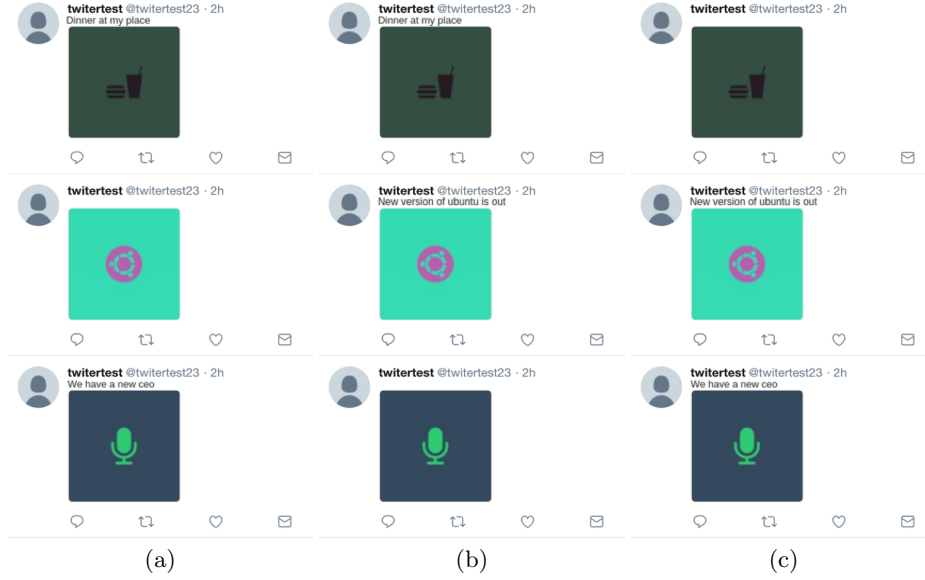 twitertest @twitertest23 · 2h
Dinner at my place
twitertest @twitertest23 · 2h
twitertest @twitertest23 · 2h
We have a new ceo
(a)
twitertest @twitertest23 · 2h
Dinner at my place
twitertest @twitertest23 · 2h
New version of ubuntu is out
twitertest @twitertest23 · 2h
(b)
twitertest @twitertest23 · 2h
twitertest @twitertest23 · 2h
New version of ubuntu is out
twitertest @twitertest23 · 2h
We have a new ceo
(c)